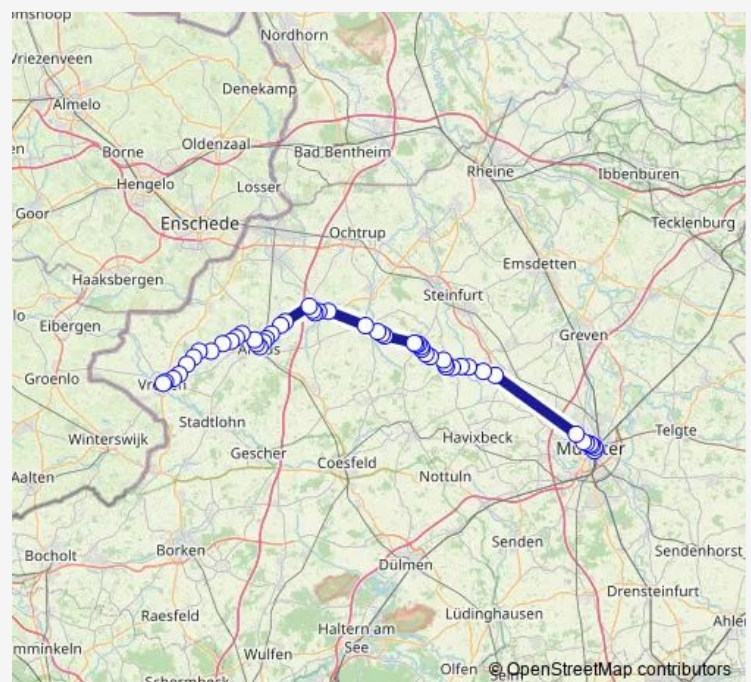 Nordhorn
Denekamp
Almelo
Borne
Oldenzaal
Bad Bentheim
Rheine
Ibbenbüren
Hengelo
Losser
Goor
Enschede
Tecklenburg
Ochtrup
Haaksbergen
Emsdetten
Steinfurt
Eibergen
Greven
Groenlo
Stadtlohn
Winterswijk
Gescher
Havixbeck
Telgte
Coesfeld
Aalten
Nottuln
Senden
Sendenhorst
Bocholt
Borken
Dülmen
Drensteinfurt
Raesfeld
Lüdinghausen
Haltern am
See
Wulfen
Olfen
© OpenStreetMap contributors